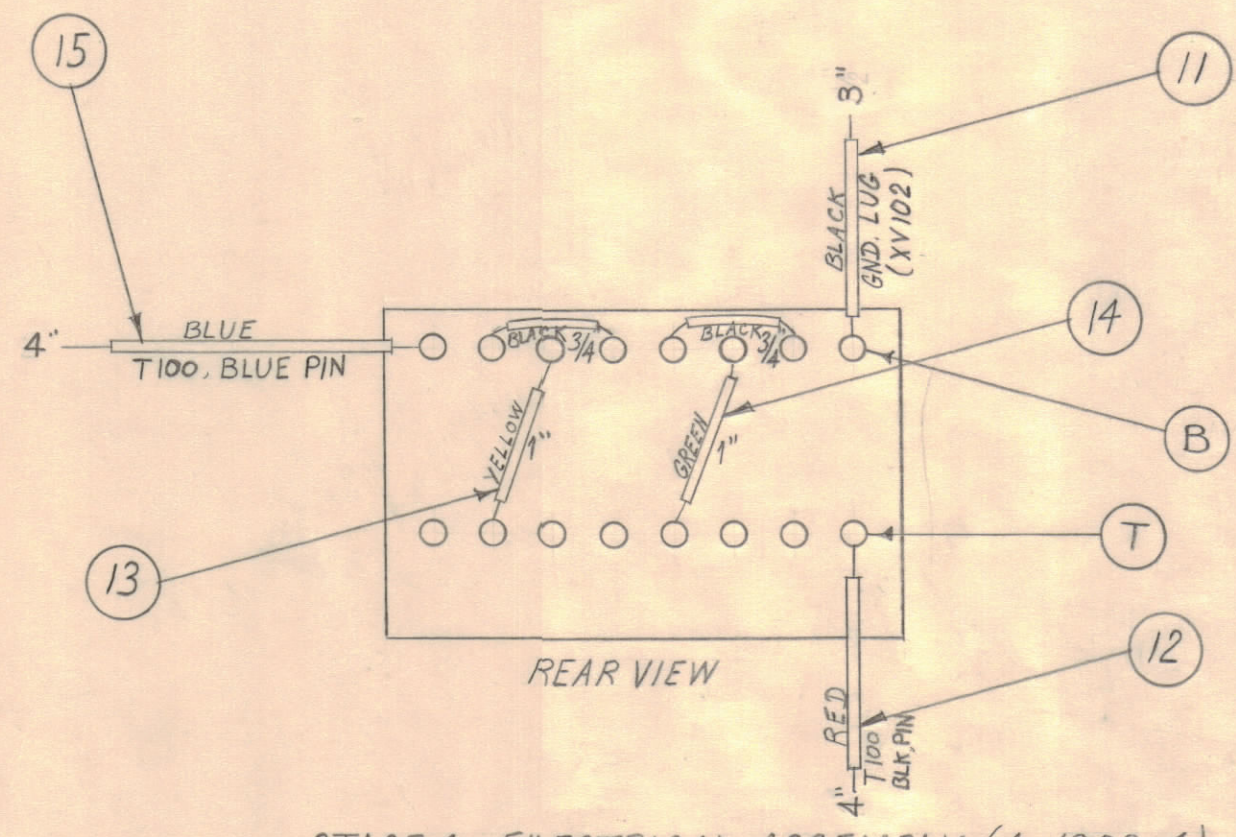 15
11
3"
BLACK
GND. LUG
(XV102)
14
4"
BLUE
T100, BLUE PIN
BLACK 3/4"
BLACK 3/4"
YELLOW
1"
GREEN
1"
B
T
13
12
REAR VIEW
RED
T100
BLK, PIN
4"